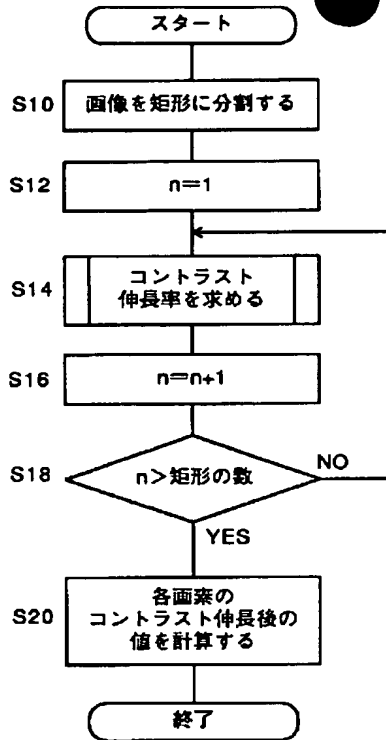 スタート
S10
画像を矩形に分割する
S12
n=1
S14
コントラスト
伸長率を求める
S16
n=n+1
S18
n>矩形の数
NO
YES
S20
各画素の
コントラスト伸長後の
値を計算する
終了